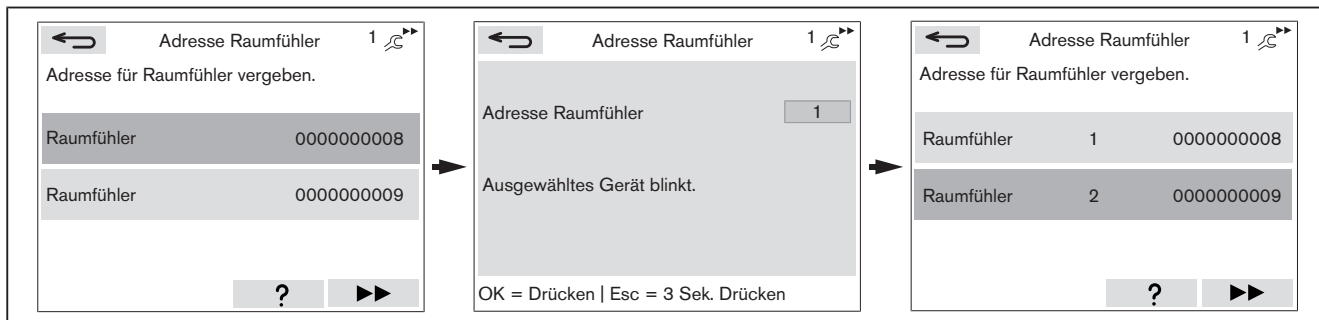 Adresse Raumfühler 1
Adresse für Raumfühler vergeben.
Raumfühler 0000000008
Raumfühler 0000000009
?
Adresse Raumfühler 1
Adresse Raumfühler 1
Ausgewähltes Gerät blinkt.
OK = Drücken | Esc = 3 Sek. Drücken
Adresse Raumfühler 1
Adresse für Raumfühler vergeben.
Raumfühler 1 0000000008
Raumfühler 2 0000000009
?